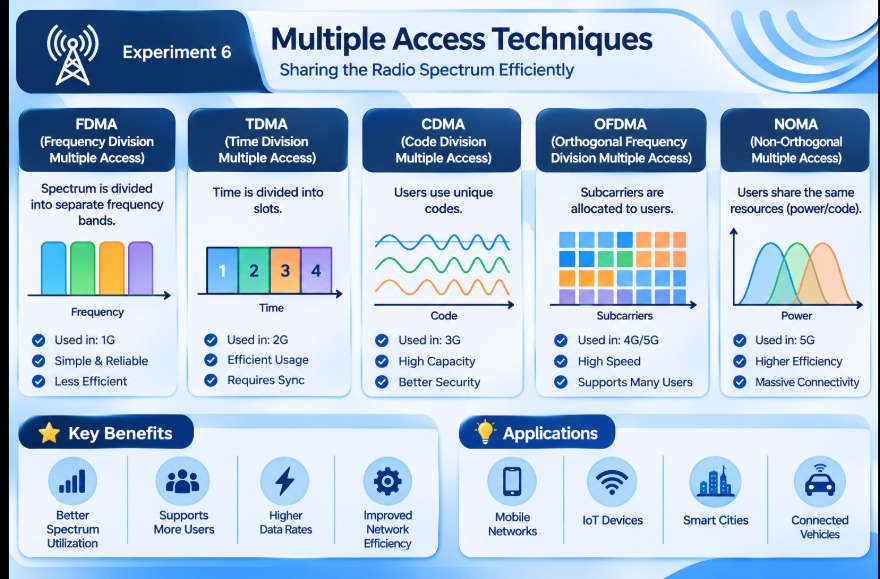 Experiment 6
Multiple Access Techniques
Sharing the Radio Spectrum Efficiently
FDMA
(Frequency Division
Multiple Access)
Spectrum is divided
into separate frequency
bands.
Frequency
Used in: 1G
Simple & Reliable
Less Efficient
TDMA
(Time Division
Multiple Access)
Time is divided into
slots.
1 2 3 4
Time
Used in: 2G
Efficient Usage
Requires Sync
CDMA
(Code Division
Multiple Access)
Users use unique
codes.
Code
Used in: 3G
High Capacity
Better Security
OFDMA
(Orthogonal Frequency
Division Multiple Access)
Subcarriers are
allocated to users.
Subcarriers
Used in: 4G/5G
High Speed
Supports Many Users
NOMA
(Non-Orthogonal
Multiple Access)
Users share the same
resources (power/code).
Power
Used in: 5G
Higher Efficiency
Massive Connectivity
Key Benefits
Better
Spectrum
Utilization
Supports
More Users
Higher
Data Rates
Improved
Network
Efficiency
Applications
Mobile
Networks
IoT Devices
Smart Cities
Connected
Vehicles